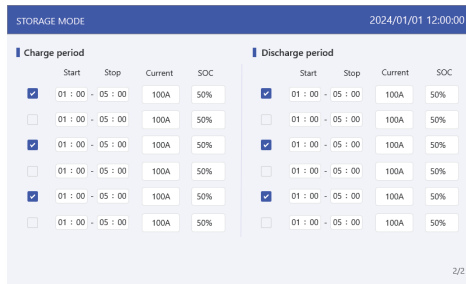 STORAGE MODE 2024/01/01 12:00:00
Charge period Discharge period
Start Stop Current SOC Start Stop Current SOC
01 : 00 - 05 : 00 100A 50% 01 : 00 - 05 : 00 100A 50%
01 : 00 - 05 : 00 100A 50% 01 : 00 - 05 : 00 100A 50%
01 : 00 - 05 : 00 100A 50% 01 : 00 - 05 : 00 100A 50%
01 : 00 - 05 : 00 100A 50% 01 : 00 - 05 : 00 100A 50%
01 : 00 - 05 : 00 100A 50% 01 : 00 - 05 : 00 100A 50%
01 : 00 - 05 : 00 100A 50% 01 : 00 - 05 : 00 100A 50%
2/2